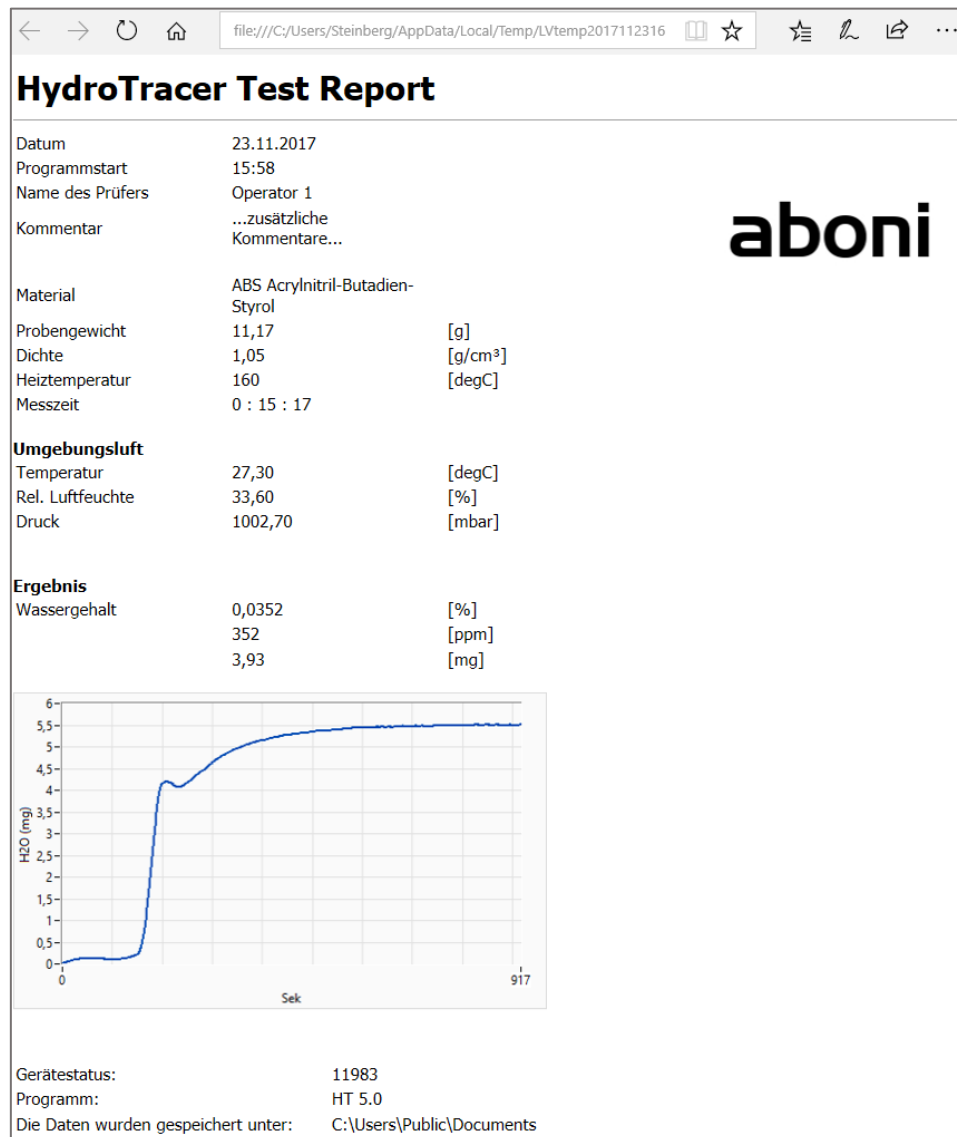 file:///C:/Users/Steinberg/AppData/Local/Temp/LVtemp2017112316
HydroTracer Test Report
Datum 23.11.2017
Programmstart 15:58
Name des Prüfers Operator 1
Kommentar ...zusätzliche
Kommentare...
aboni
Material ABS Acrylnitril-Butadien-
Styrol
Probengewicht 11,17 [g]
Dichte 1,05 [g/cm³]
Heiztemperatur 160 [degC]
Messzeit 0 : 15 : 17
Umgebungsluft
Temperatur 27,30 [degC]
Rel. Luftfeuchte 33,60 [%]
Druck 1002,70 [mbar]
Ergebnis
Wassergehalt 0,0352 [%]
352 [ppm]
3,93 [mg]
6
5,5
5
4,5
4
3,5
3
2,5
2
1,5
1
0,5
0
H2O (mg)
0 917
Sek
Gerätestatus: 11983
Programm: HT 5.0
Die Daten wurden gespeichert unter: C:\Users\Public\Documents